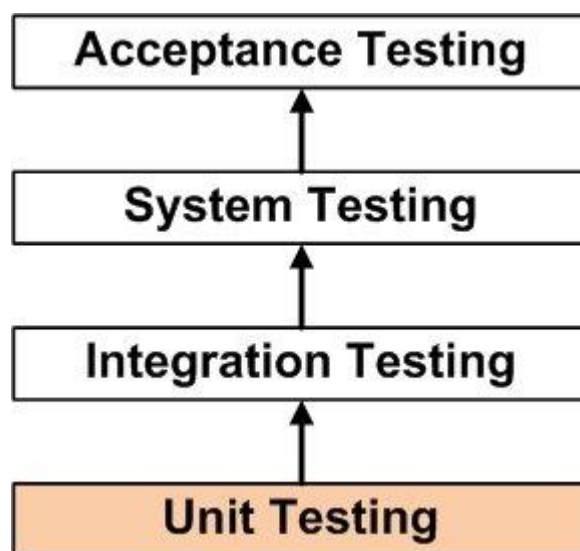 Acceptance Testing
System Testing
Integration Testing
Unit Testing